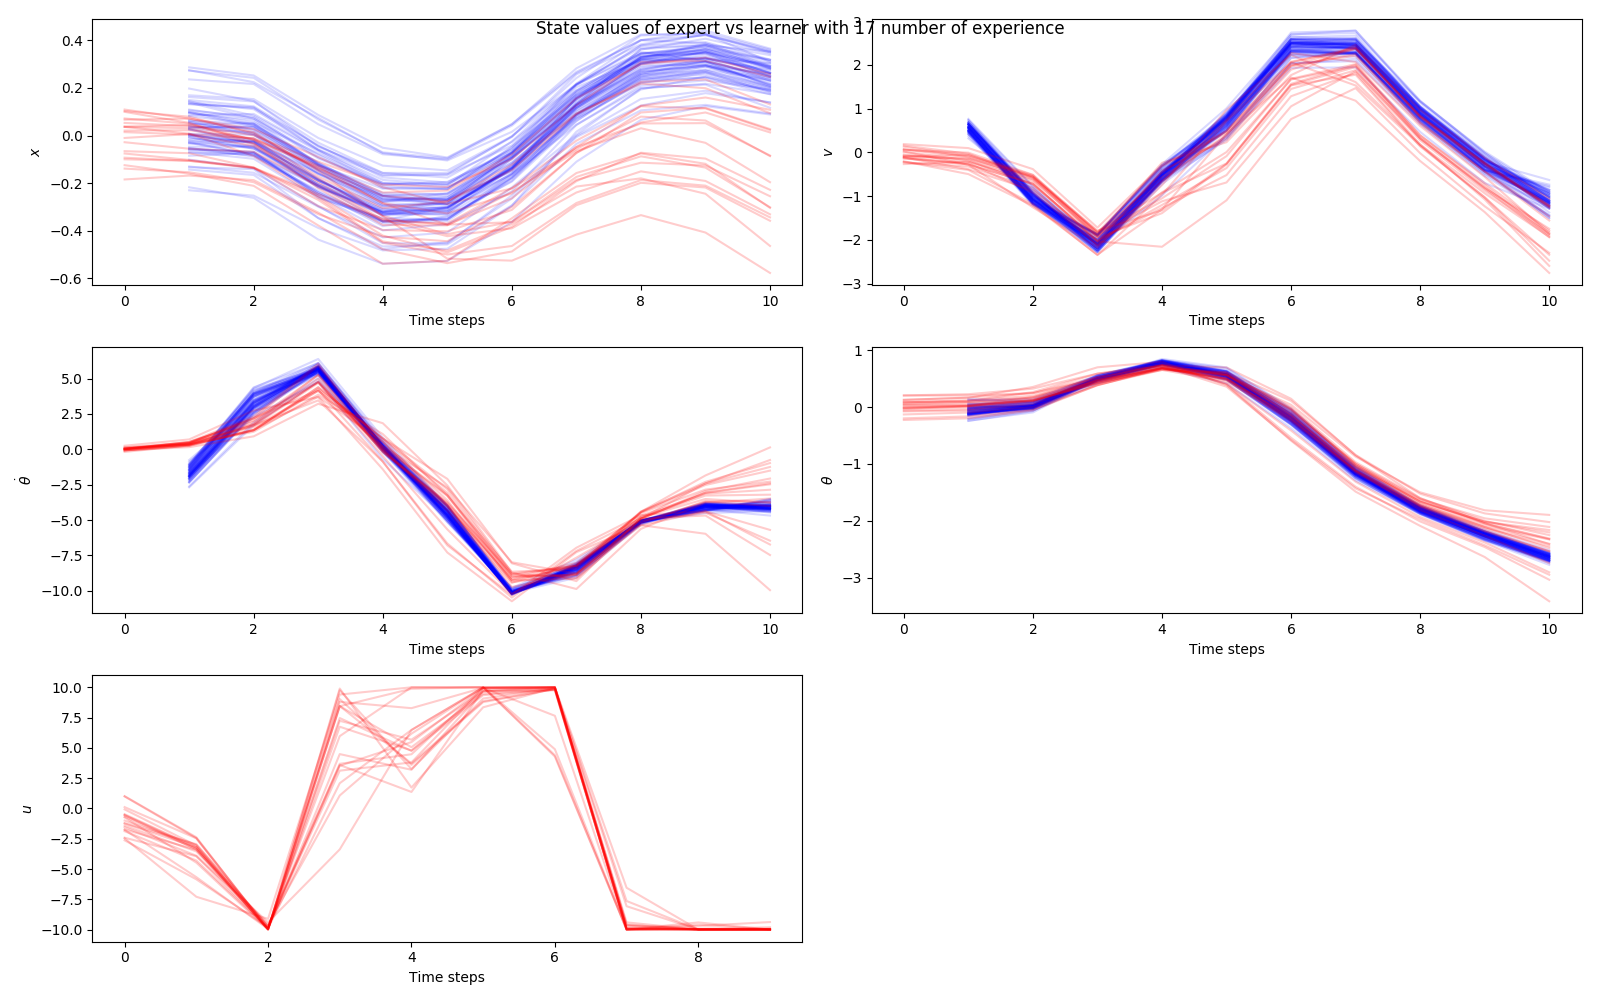 State values of expert vs learner with 17 number of experience
0.4
0.2
0.0
−0.2
−0.4
−0.6
x
0 2 4 6 8 10
Time steps
3
2
1
0
−1
−2
−3
v
0 2 4 6 8 10
Time steps
5.0
2.5
0.0
−2.5
−5.0
−7.5
−10.0
θ̇
0 2 4 6 8 10
Time steps
1
0
−1
−2
−3
θ
0 2 4 6 8 10
Time steps
10.0
7.5
5.0
2.5
0.0
−2.5
−5.0
−7.5
−10.0
u
0 2 4 6 8
Time steps